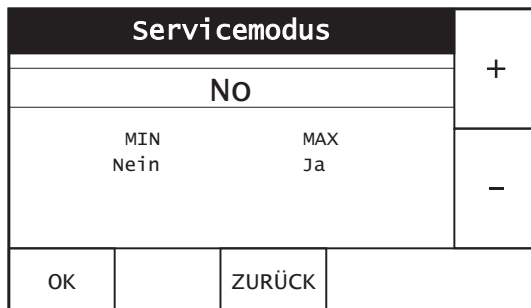 Servicemodus
+
No
MIN MAX
Nein Ja
-
OK ZURÜCK